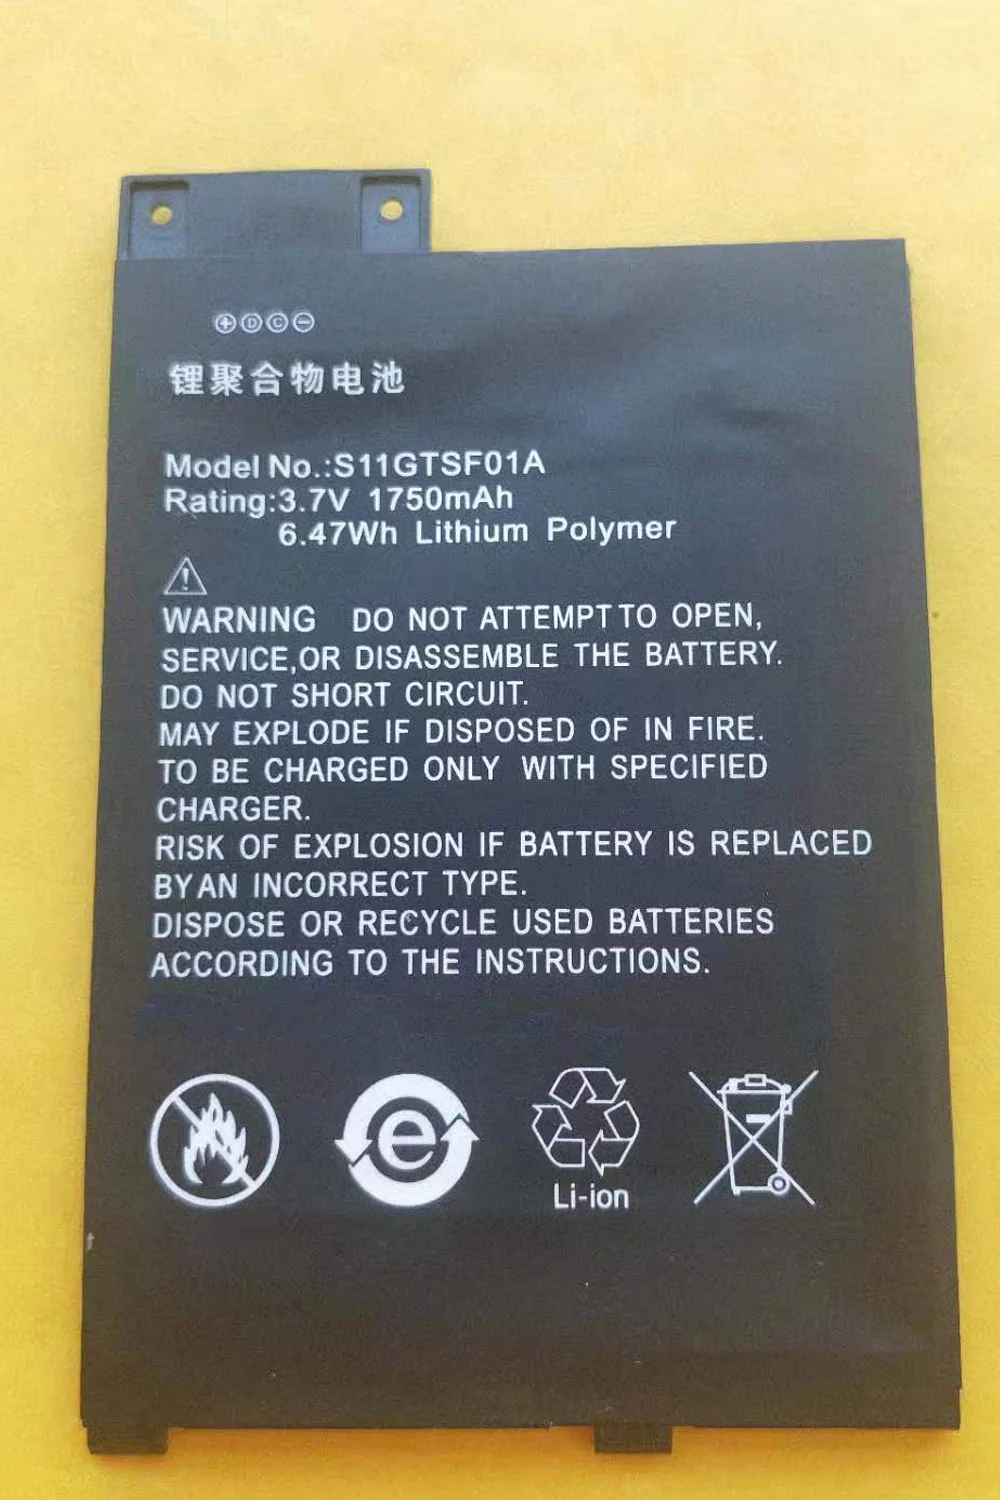 + D C -
锂聚合物电池
Model No.:S11GTSF01A
Rating:3.7V 1750mAh
6.47Wh Lithium Polymer
WARNING DO NOT ATTEMPT TO OPEN,
SERVICE,OR DISASSEMBLE THE BATTERY.
DO NOT SHORT CIRCUIT.
MAY EXPLODE IF DISPOSED OF IN FIRE.
TO BE CHARGED ONLY WITH SPECIFIED
CHARGER.
RISK OF EXPLOSION IF BATTERY IS REPLACED
BY AN INCORRECT TYPE.
DISPOSE OR RECYCLE USED BATTERIES
ACCORDING TO THE INSTRUCTIONS.
e
Li-ion